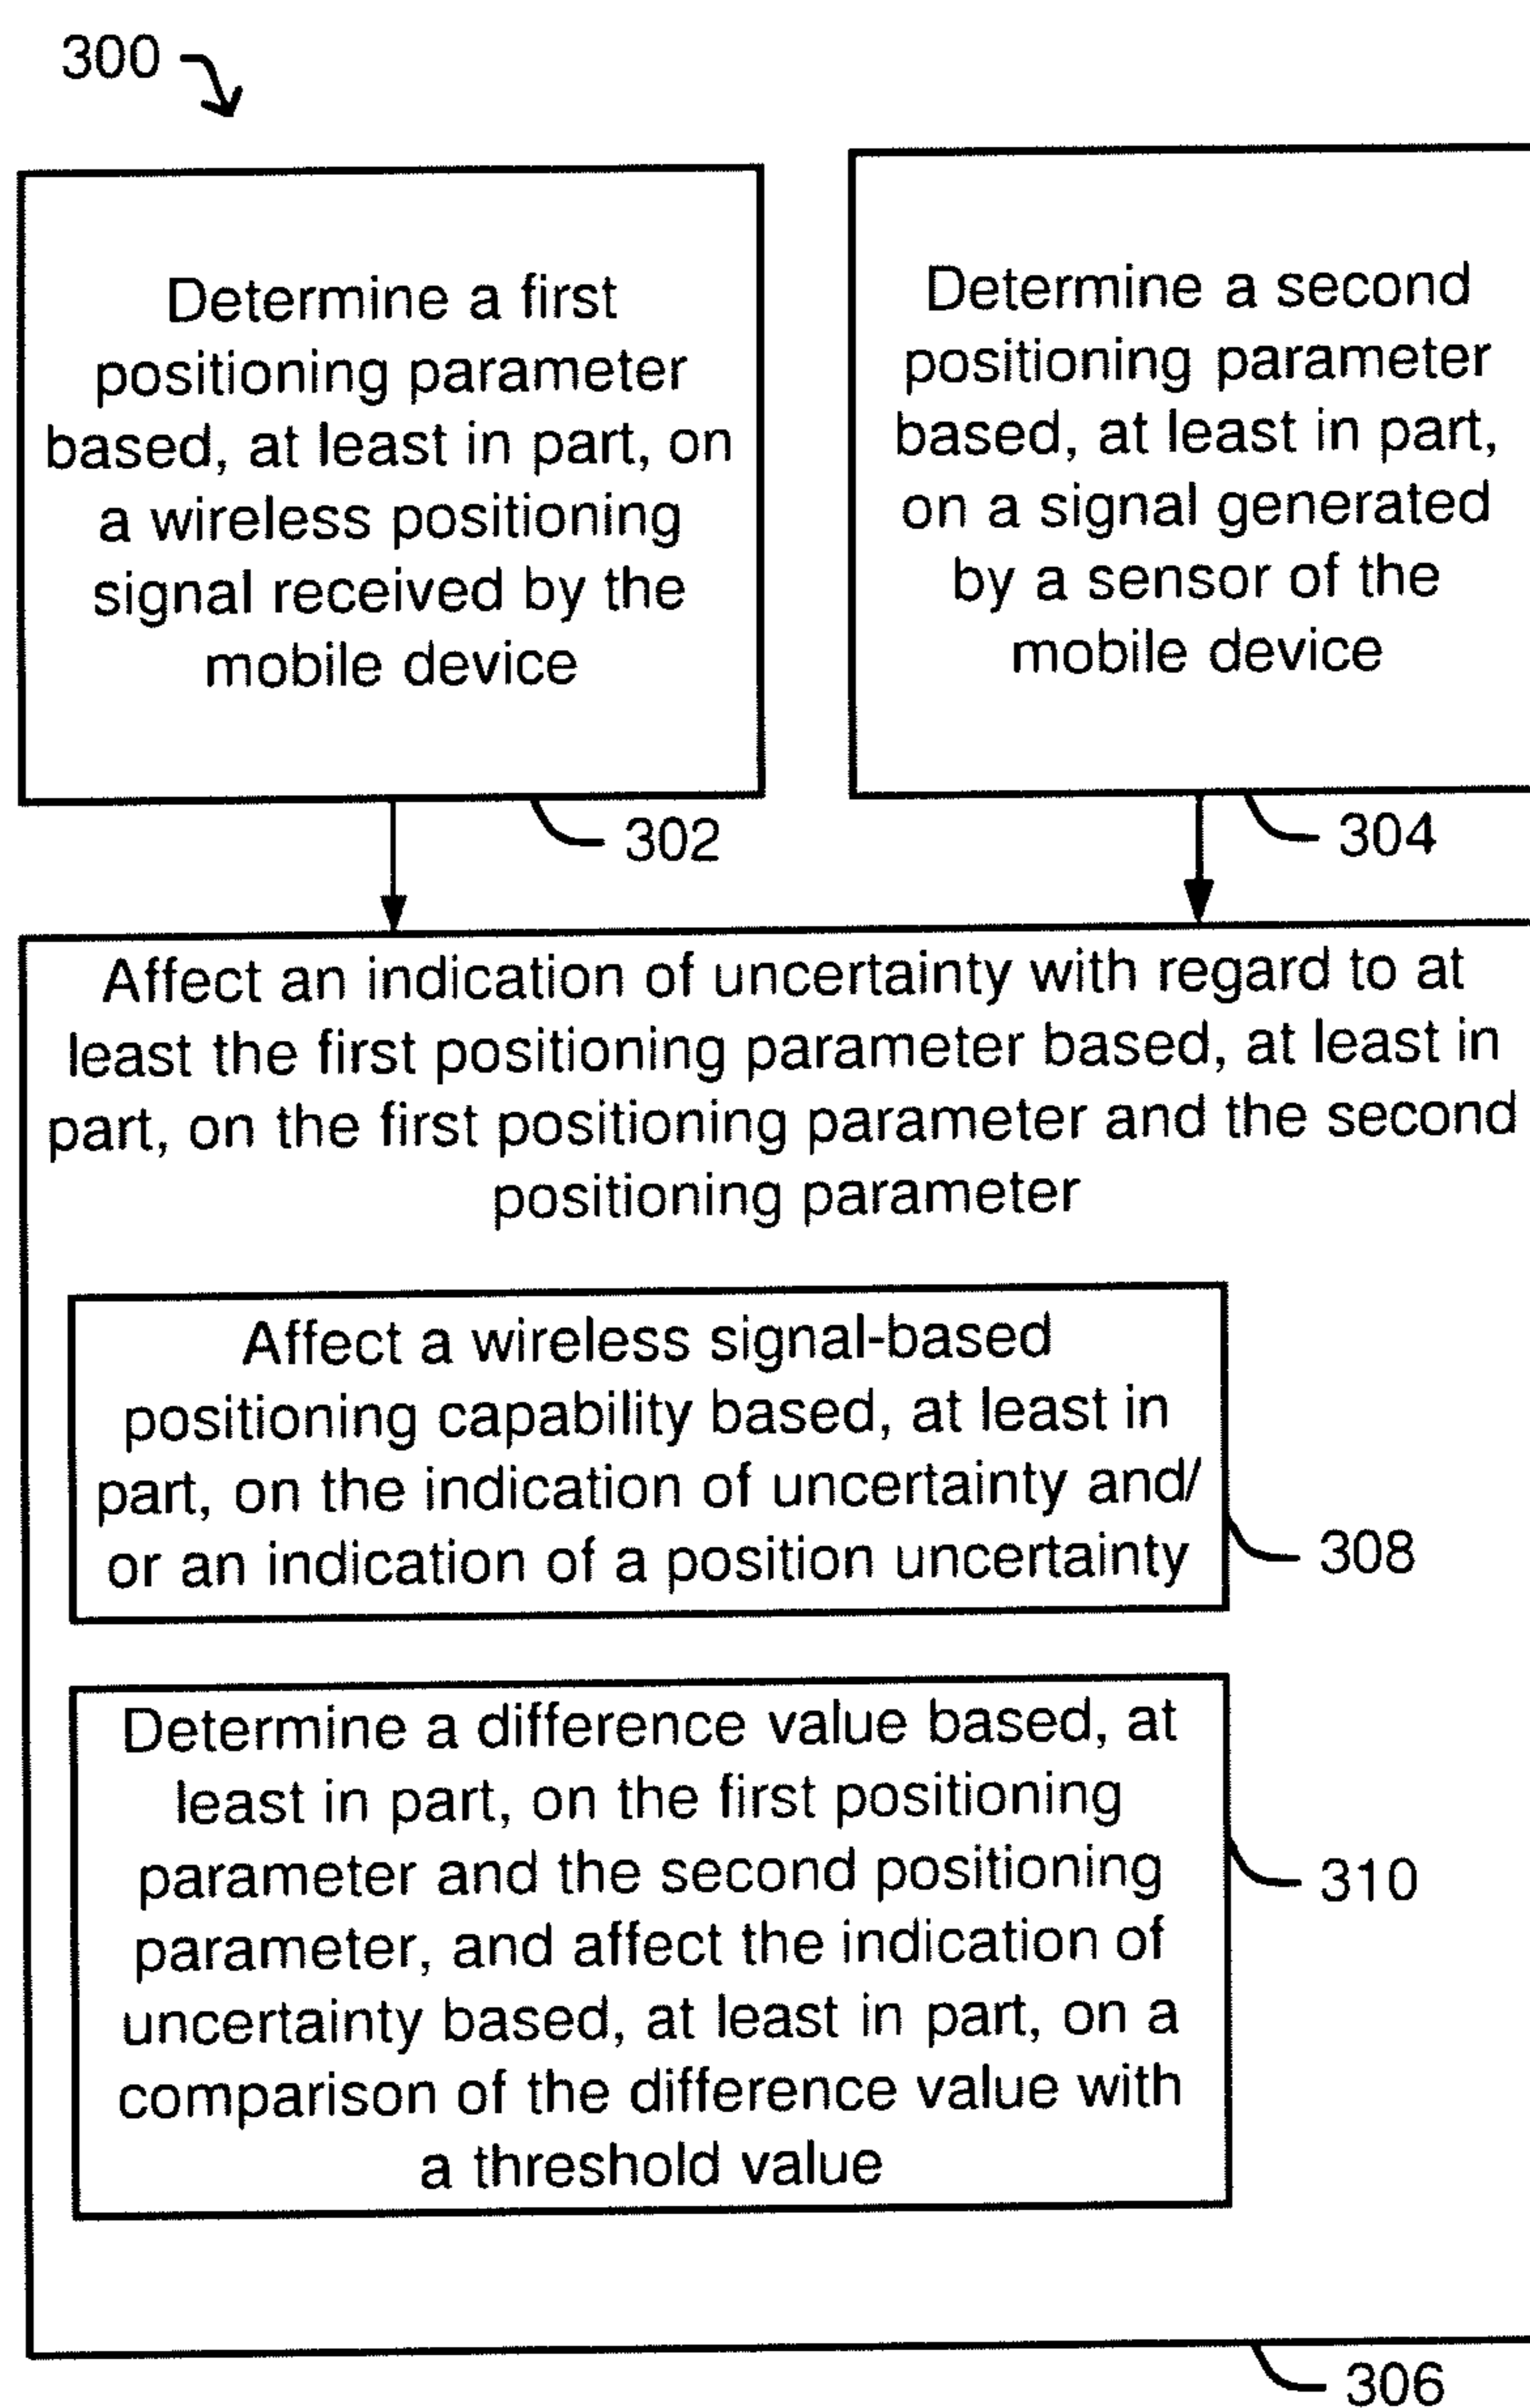 300
Determine a first
positioning parameter
based, at least in part, on
a wireless positioning
signal received by the
mobile device
302
Determine a second
positioning parameter
based, at least in part,
on a signal generated
by a sensor of the
mobile device
304
Affect an indication of uncertainty with regard to at
least the first positioning parameter based, at least in
part, on the first positioning parameter and the second
positioning parameter
Affect a wireless signal-based
positioning capability based, at least in
part, on the indication of uncertainty and/
or an indication of a position uncertainty
308
Determine a difference value based, at
least in part, on the first positioning
parameter and the second positioning
parameter, and affect the indication of
uncertainty based, at least in part, on a
comparison of the difference value with
a threshold value
310
306